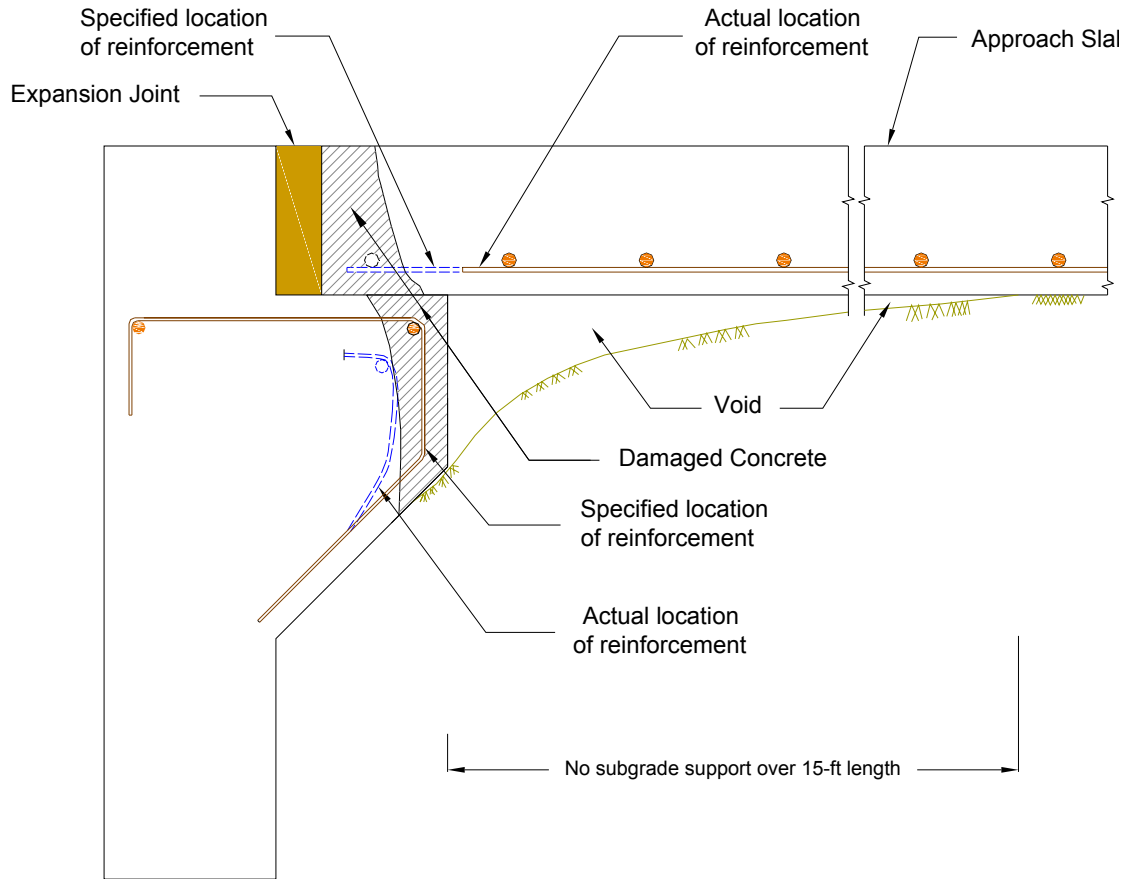 Specified location
of reinforcement
Actual location
of reinforcement
Approach Slal
Expansion Joint
Void
Damaged Concrete
Specified location
of reinforcement
Actual location
of reinforcement
No subgrade support over 15-ft length